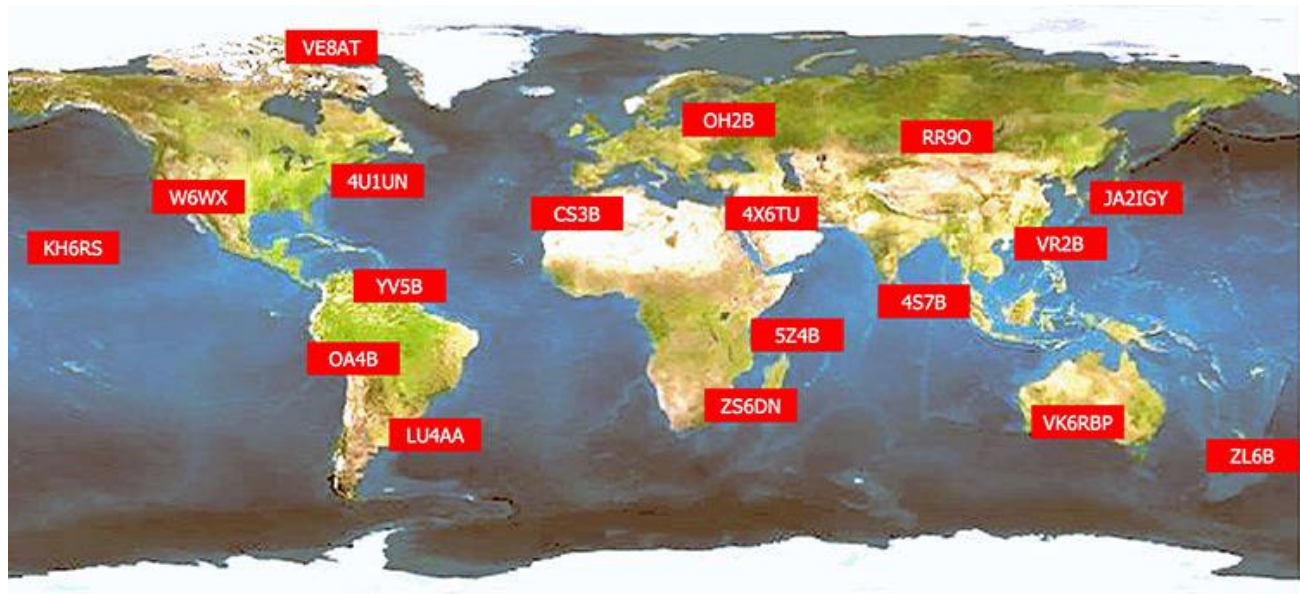 VE8AT
OH2B
RR9O
4U1UN
W6WX
JA2IGY
CS3B
4X6TU
KH6RS
VR2B
YV5B
4S7B
5Z4B
OA4B
ZS6DN
VK6RBP
LU4AA
ZL6B